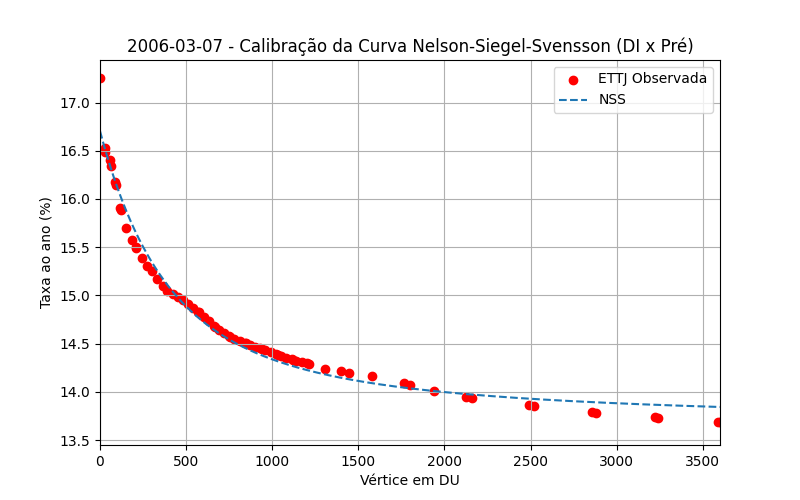 2006-03-07 - Calibração da Curva Nelson-Siegel-Svensson (DI x Pré)
ETTJ Observada
NSS
Taxa ao ano (%)
17.0
16.5
16.0
15.5
15.0
14.5
14.0
13.5
0 500 1000 1500 2000 2500 3000 3500
Vértice em DU